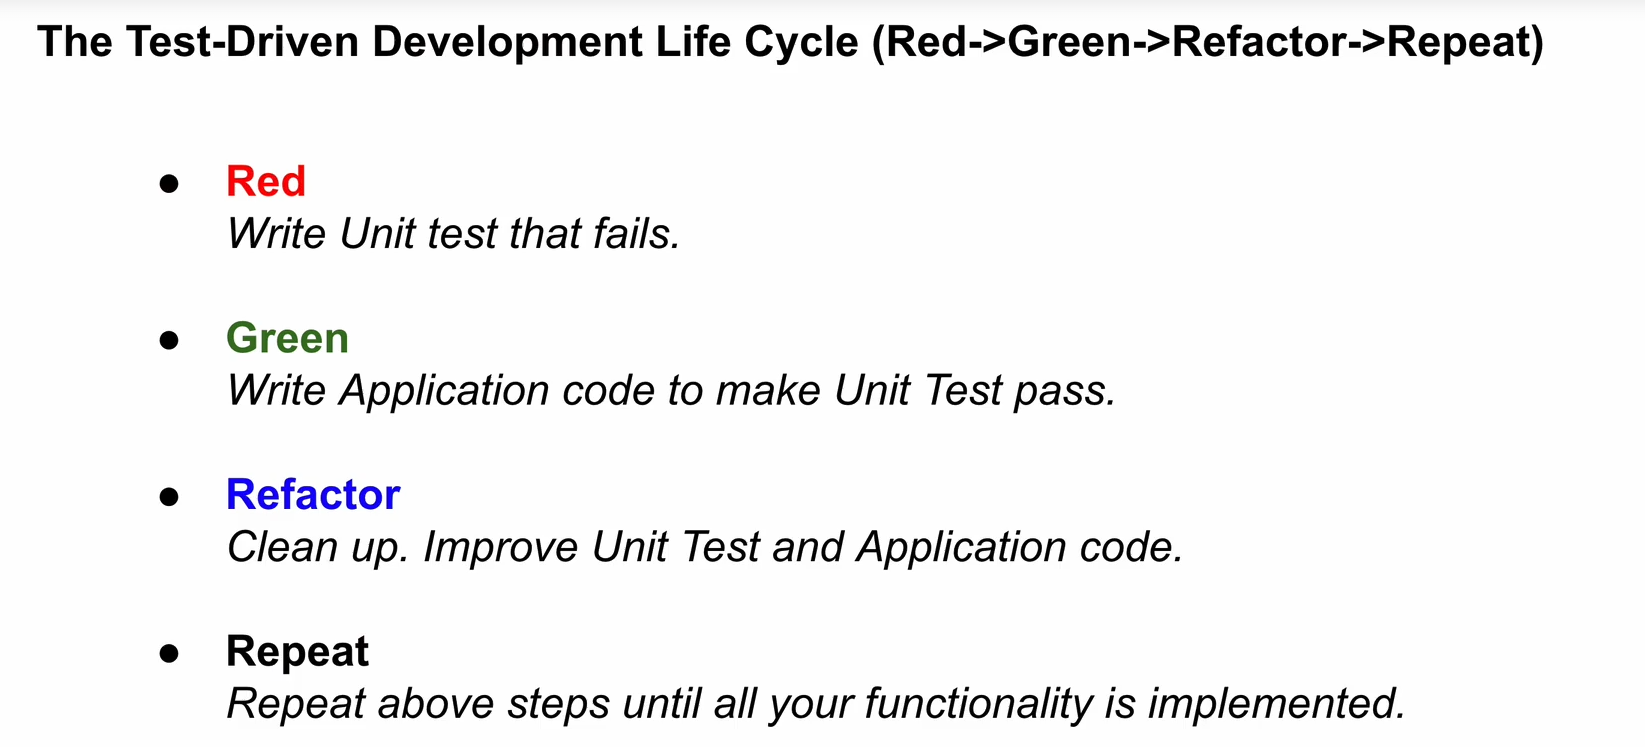 The Test-Driven Development Life Cycle (Red->Green->Refactor->Repeat)
● Red
Write Unit test that fails.
● Green
Write Application code to make Unit Test pass.
● Refactor
Clean up. Improve Unit Test and Application code.
● Repeat
Repeat above steps until all your functionality is implemented.